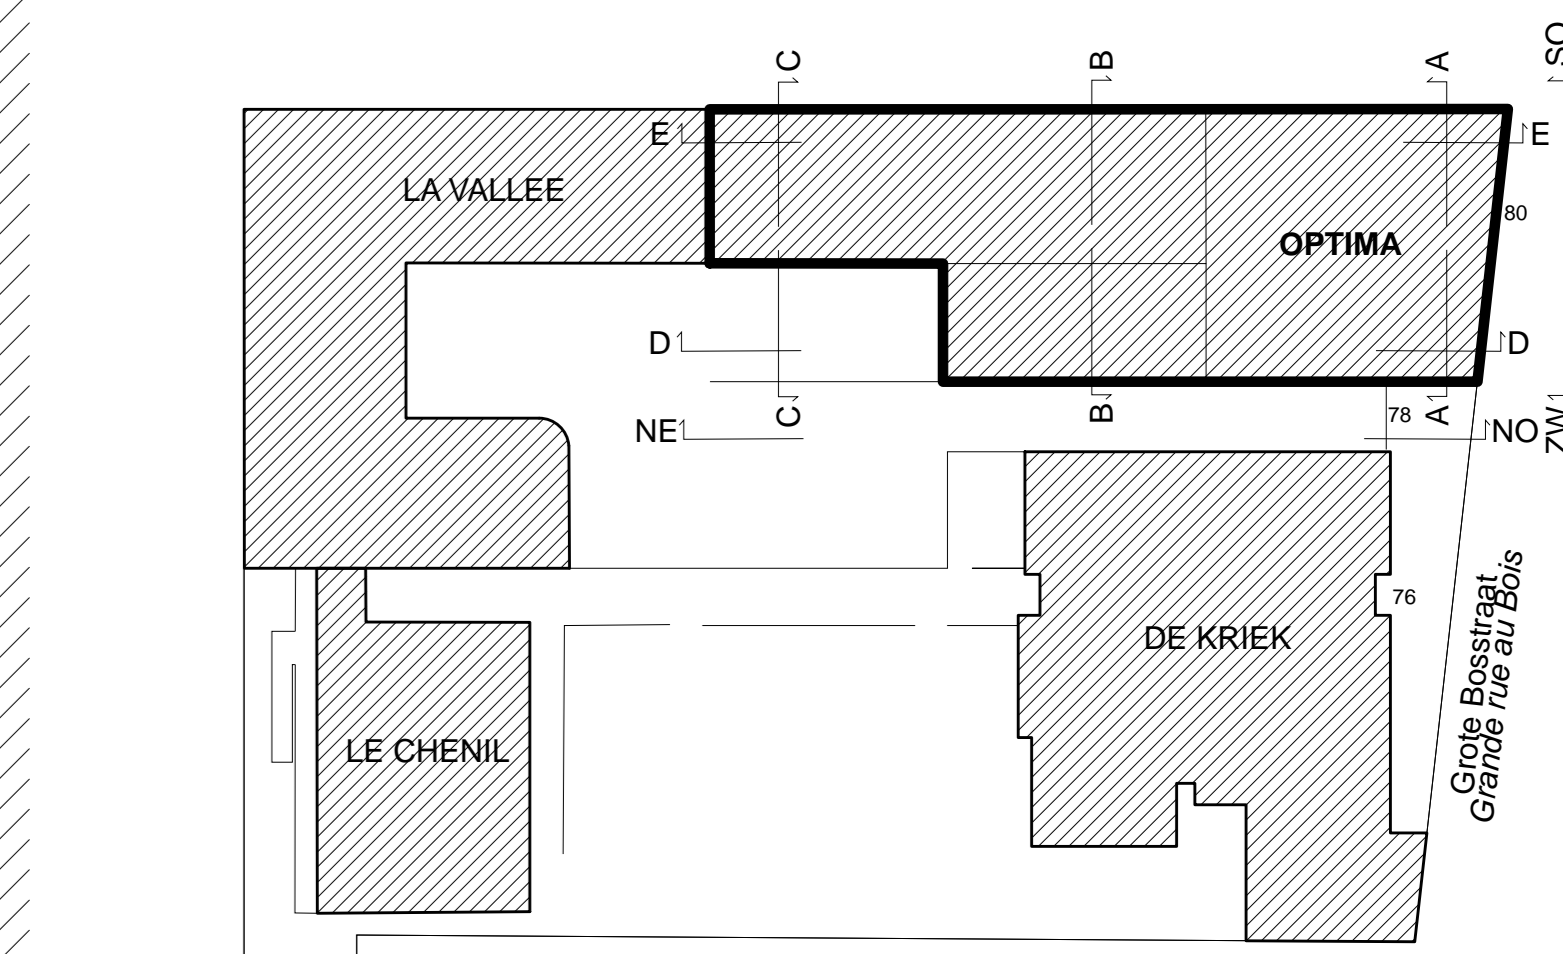 C
B
A
SO
E
E
LA VALLEE
80
OPTIMA
D
D
C
B
78
A
ZW
NE
NO
76
DE KRIEK
Grote Bosstraat
Grande rue au Bois
LE CHENIL